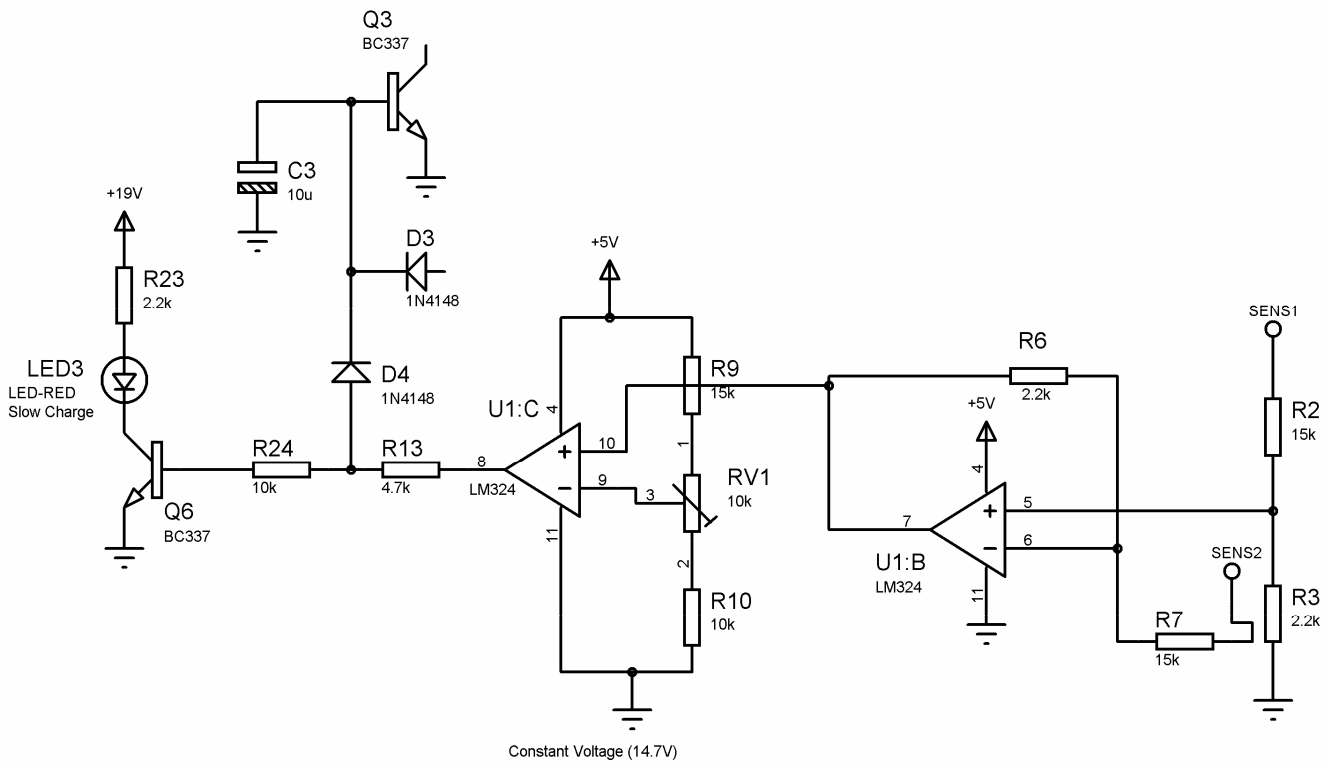 Q3
BC337
C3
10u
+19V
D3
1N4148
+5V
R23
2.2k
SENS1
R6
2.2k
LED3
LED-RED
Slow Charge
D4
1N4148
R9
15k
U1:C
4
+5V
R2
15k
1
10
R24
10k
R13
4.7k
8
LM324
9
3
RV1
10k
4
5
Q6
BC337
11
7
6
2
U1:B
LM324
SENS2
11
R10
10k
R7
15k
R3
2.2k
Constant Voltage (14.7V)